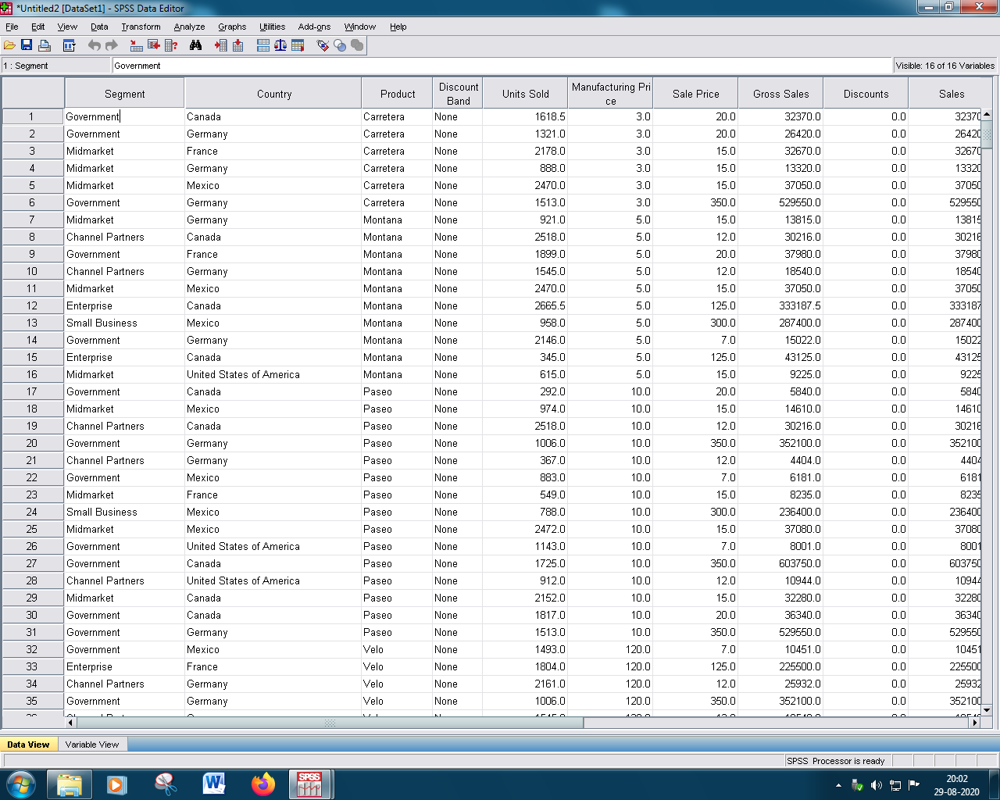 *Untitled2 [DataSet1] - SPSS Data Editor
File Edit View Data Transform Analyze Graphs Utilities Add-ons Window Help
1 : Segment Government Visible: 16 of 16 Variables
Segment Country Product Discount Band Units Sold Manufacturing Price Sale Price Gross Sales Discounts Sales
1 Government Canada Carretera None 1618.5 3.0 20.0 32370.0 0.0 32370
2 Government Germany Carretera None 1321.0 3.0 20.0 26420.0 0.0 26420
3 Midmarket France Carretera None 2178.0 3.0 15.0 32670.0 0.0 32670
4 Midmarket Germany Carretera None 888.0 3.0 15.0 13320.0 0.0 13320
5 Midmarket Mexico Carretera None 2470.0 3.0 15.0 37050.0 0.0 37050
6 Government Germany Carretera None 1513.0 3.0 350.0 529550.0 0.0 529550
7 Midmarket Germany Montana None 921.0 5.0 15.0 13815.0 0.0 13815
8 Channel Partners Canada Montana None 2518.0 5.0 12.0 30216.0 0.0 30216
9 Government France Montana None 1899.0 5.0 20.0 37980.0 0.0 37980
10 Channel Partners Germany Montana None 1545.0 5.0 12.0 18540.0 0.0 18540
11 Midmarket Mexico Montana None 2470.0 5.0 15.0 37050.0 0.0 37050
12 Enterprise Canada Montana None 2665.5 5.0 125.0 333187.5 0.0 333187
13 Small Business Mexico Montana None 958.0 5.0 300.0 287400.0 0.0 287400
14 Government Germany Montana None 2146.0 5.0 7.0 15022.0 0.0 15022
15 Enterprise Canada Montana None 345.0 5.0 125.0 43125.0 0.0 43125
16 Midmarket United States of America Montana None 615.0 5.0 15.0 9225.0 0.0 9225
17 Government Canada Paseo None 292.0 10.0 20.0 5840.0 0.0 5840
18 Midmarket Mexico Paseo None 974.0 10.0 15.0 14610.0 0.0 14610
19 Channel Partners Canada Paseo None 2518.0 10.0 12.0 30216.0 0.0 30216
20 Government Germany Paseo None 1006.0 10.0 350.0 352100.0 0.0 352100
21 Channel Partners Germany Paseo None 367.0 10.0 12.0 4404.0 0.0 4404
22 Government Mexico Paseo None 883.0 10.0 7.0 6181.0 0.0 6181
23 Midmarket France Paseo None 549.0 10.0 15.0 8235.0 0.0 8235
24 Small Business Mexico Paseo None 788.0 10.0 300.0 236400.0 0.0 236400
25 Midmarket Mexico Paseo None 2472.0 10.0 15.0 37080.0 0.0 37080
26 Government United States of America Paseo None 1143.0 10.0 7.0 8001.0 0.0 8001
27 Government Canada Paseo None 1725.0 10.0 350.0 603750.0 0.0 603750
28 Channel Partners United States of America Paseo None 912.0 10.0 12.0 10944.0 0.0 10944
29 Midmarket Canada Paseo None 2152.0 10.0 15.0 32280.0 0.0 32280
30 Government Canada Paseo None 1817.0 10.0 20.0 36340.0 0.0 36340
31 Government Germany Paseo None 1513.0 10.0 350.0 529550.0 0.0 529550
32 Government Mexico Velo None 1493.0 120.0 7.0 10451.0 0.0 10451
33 Enterprise France Velo None 1804.0 120.0 125.0 225500.0 0.0 225500
34 Channel Partners Germany Velo None 2161.0 120.0 12.0 25932.0 0.0 25932
35 Government Germany Velo None 1006.0 120.0 350.0 352100.0 0.0 352100
Data View Variable View
SPSS Processor is ready
SPSS
20:02
29-08-2020